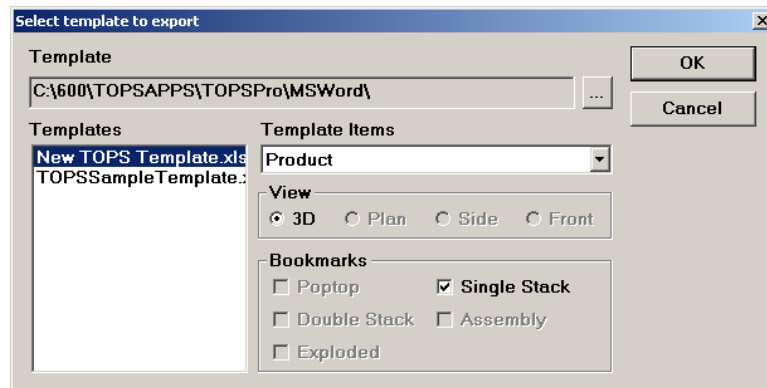 Select template to export
Template
C:\600\TOPSAPPS\TOPSPro\MSWord\
...
OK
Cancel
Templates
New TOPS Template.xls
TOPSSampleTemplate.
Template Items
Product
View
3D Plan Side Front
Bookmarks
Poptop Single Stack
Double Stack Assembly
Exploded